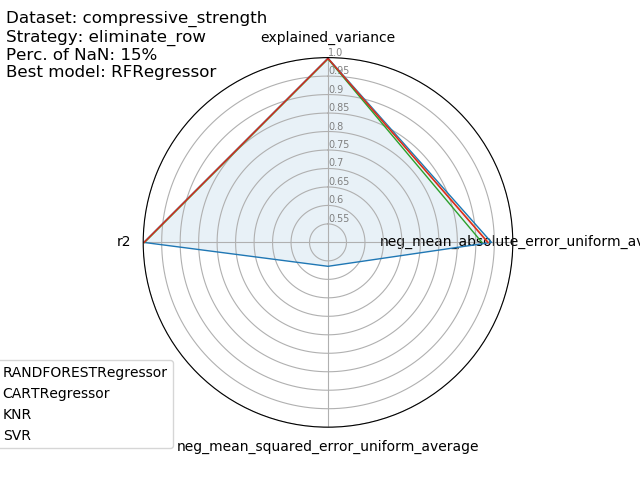 Dataset: compressive_strength
Strategy: eliminate_row
Perc. of NaN: 15%
Best model: RFRegressor
explained_variance
1.0
0.95
0.9
0.85
0.8
0.75
0.7
0.65
0.6
0.55
r2
neg_mean_absolute_error_uniform_av
RANDFORESTRegressor
CARTRegressor
KNR
SVR
neg_mean_squared_error_uniform_average